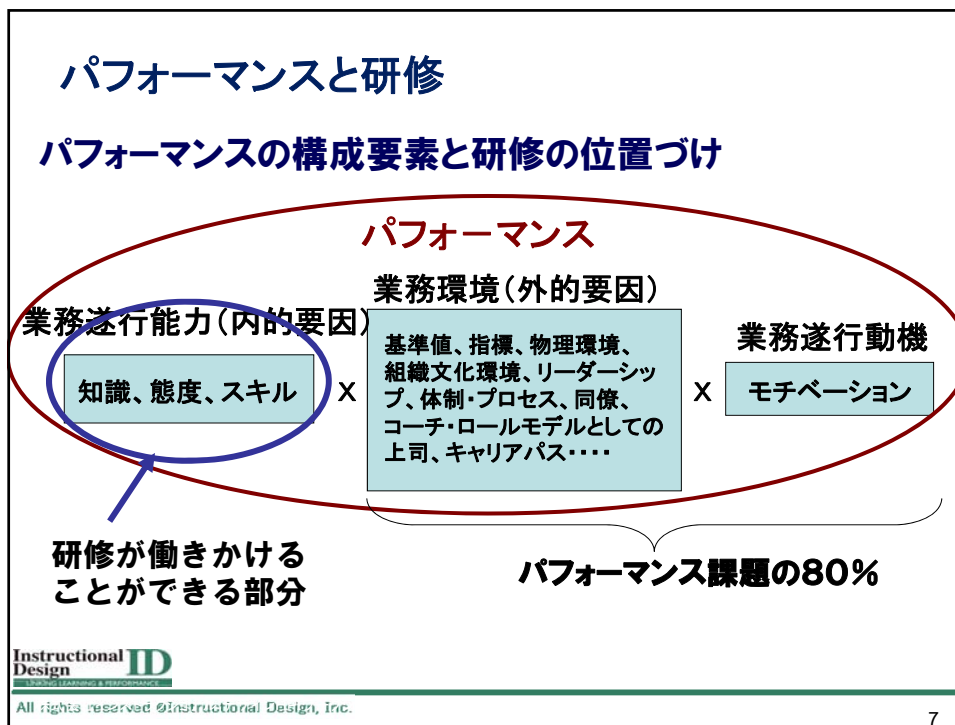 パフォーマンスと研修
パフォーマンスの構成要素と研修の位置づけ
パフォーマンス
業務遂行能力(内的要因)
知識、態度、スキル
x
業務環境(外的要因)
基準値、指標、物理環境、
組織文化環境、リーダーシッ
プ、体制・プロセス、同僚、
コーチ・ロールモデルとしての
上司、キャリアパス・・・・
x
業務遂行動機
モチベーション
研修が働きかける
ことができる部分
パフォーマンス課題の80%
Instructional
Design ID
LINKING LEARNING & PERFORMANCE
All rights reserved ©Instructional Design, Inc.
7